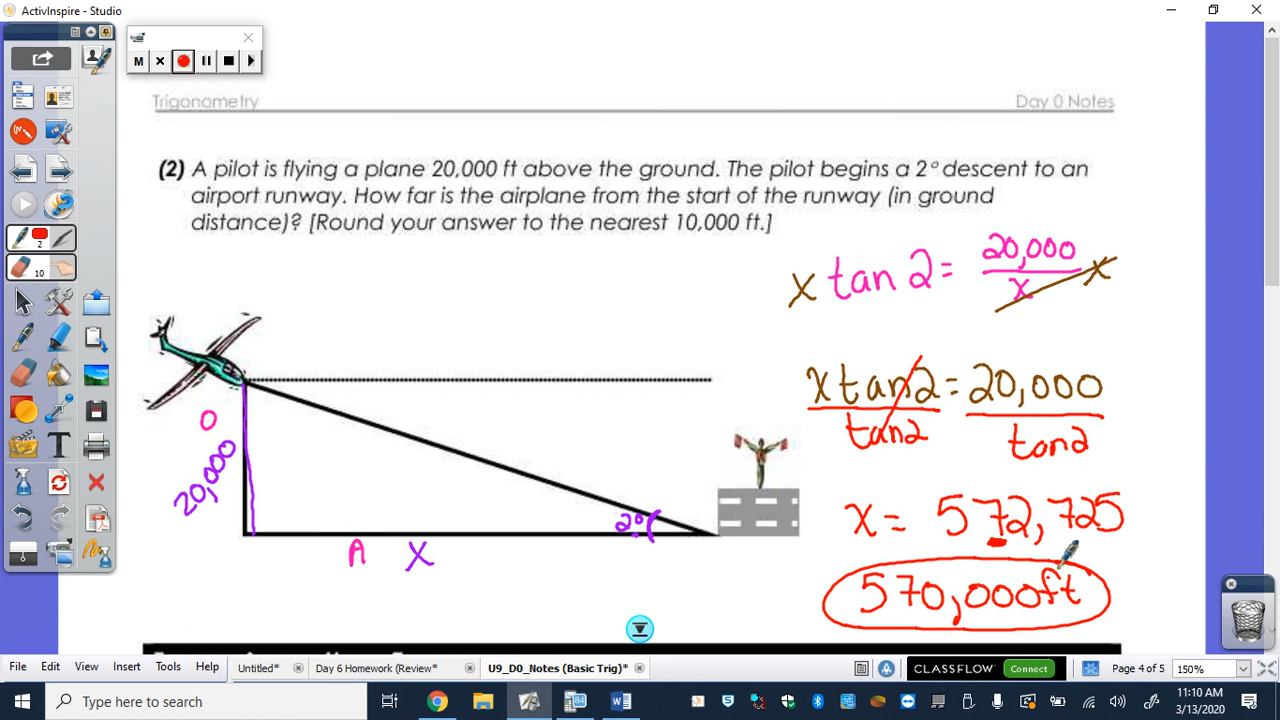 ActivInspire - Studio
M
Trigonometry
Day 0 Notes
(2) A pilot is flying a plane 20,000 ft above the ground. The pilot begins a 2° descent to an
airport runway. How far is the airplane from the start of the runway (in ground
distance)? [Round your answer to the nearest 10,000 ft.]
x tan 2 = 20,000 / x x
x tan 2 = 20,000
tan 2 tan 2
x = 572,725
570,000 ft
O
20,000
2°
A X
2
10
File Edit View Insert Tools Help
Untitled*
Day 6 Homework (Review*
U9_D0_Notes (Basic Trig)*
CLASSFLOW Connect
Page 4 of 5
150%
Type here to search
11:10 AM
3/13/2020